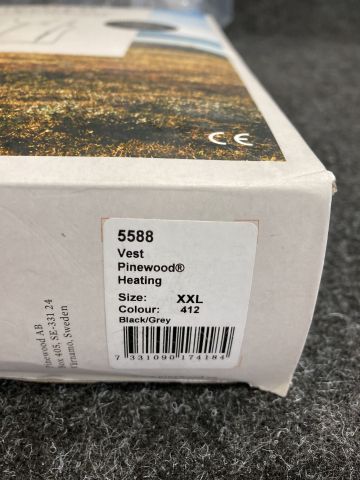 CE
5588
Vest
Pinewood®
Heating
Size: XXL
Colour: 412
Black/Grey
7 331090 174184
Pinewood AB
Box 405, SE-331 24
Värnamo, Sweden